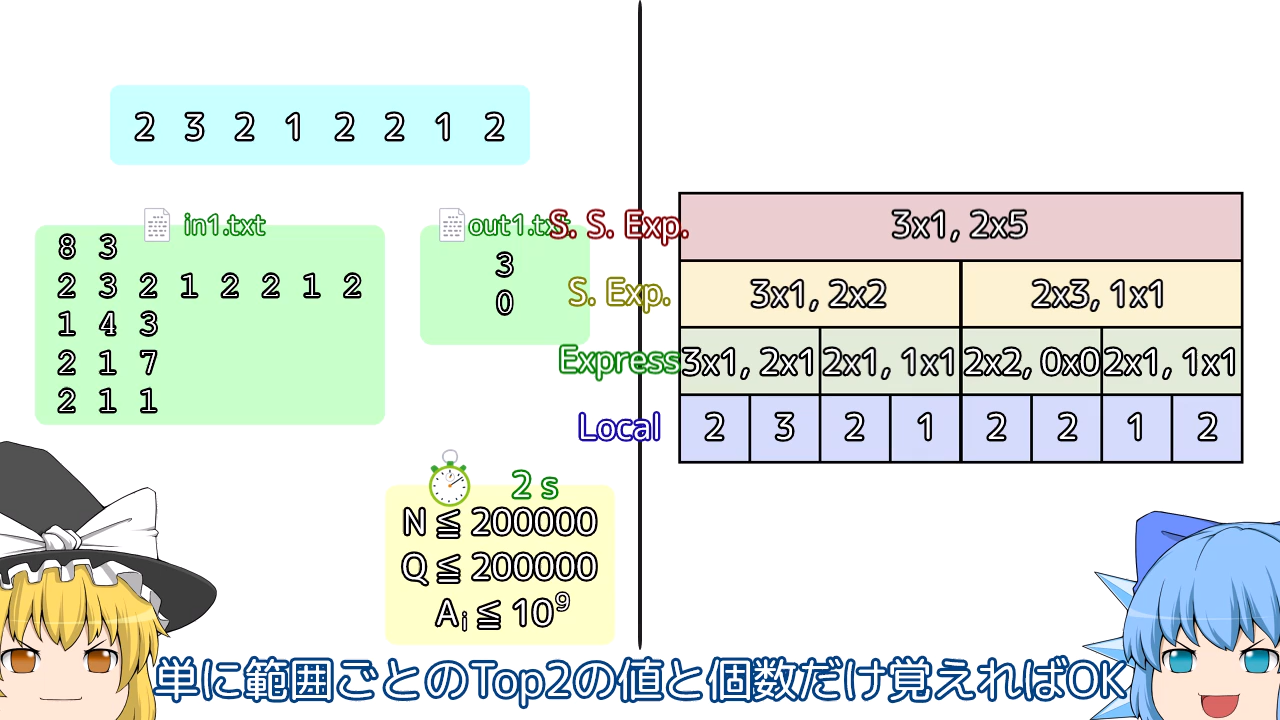 2 3 2 1 2 2 1 2
in1.txt
8 3
2 3 2 1 2 2 1 2
1 4 3
2 1 7
2 1 1
out1.txt
3
0
2 s
N ≦ 200000
Q ≦ 200000
Aᵢ ≦ 10⁹
S. S. Exp. 3x1, 2x5
S. Exp. 3x1, 2x2 2x3, 1x1
Express 3x1, 2x1 2x1, 1x1 2x2, 0x0 2x1, 1x1
Local 2 3 2 1 2 2 1 2
単に範囲ごとのTop2の値と個数だけ覚えればOK